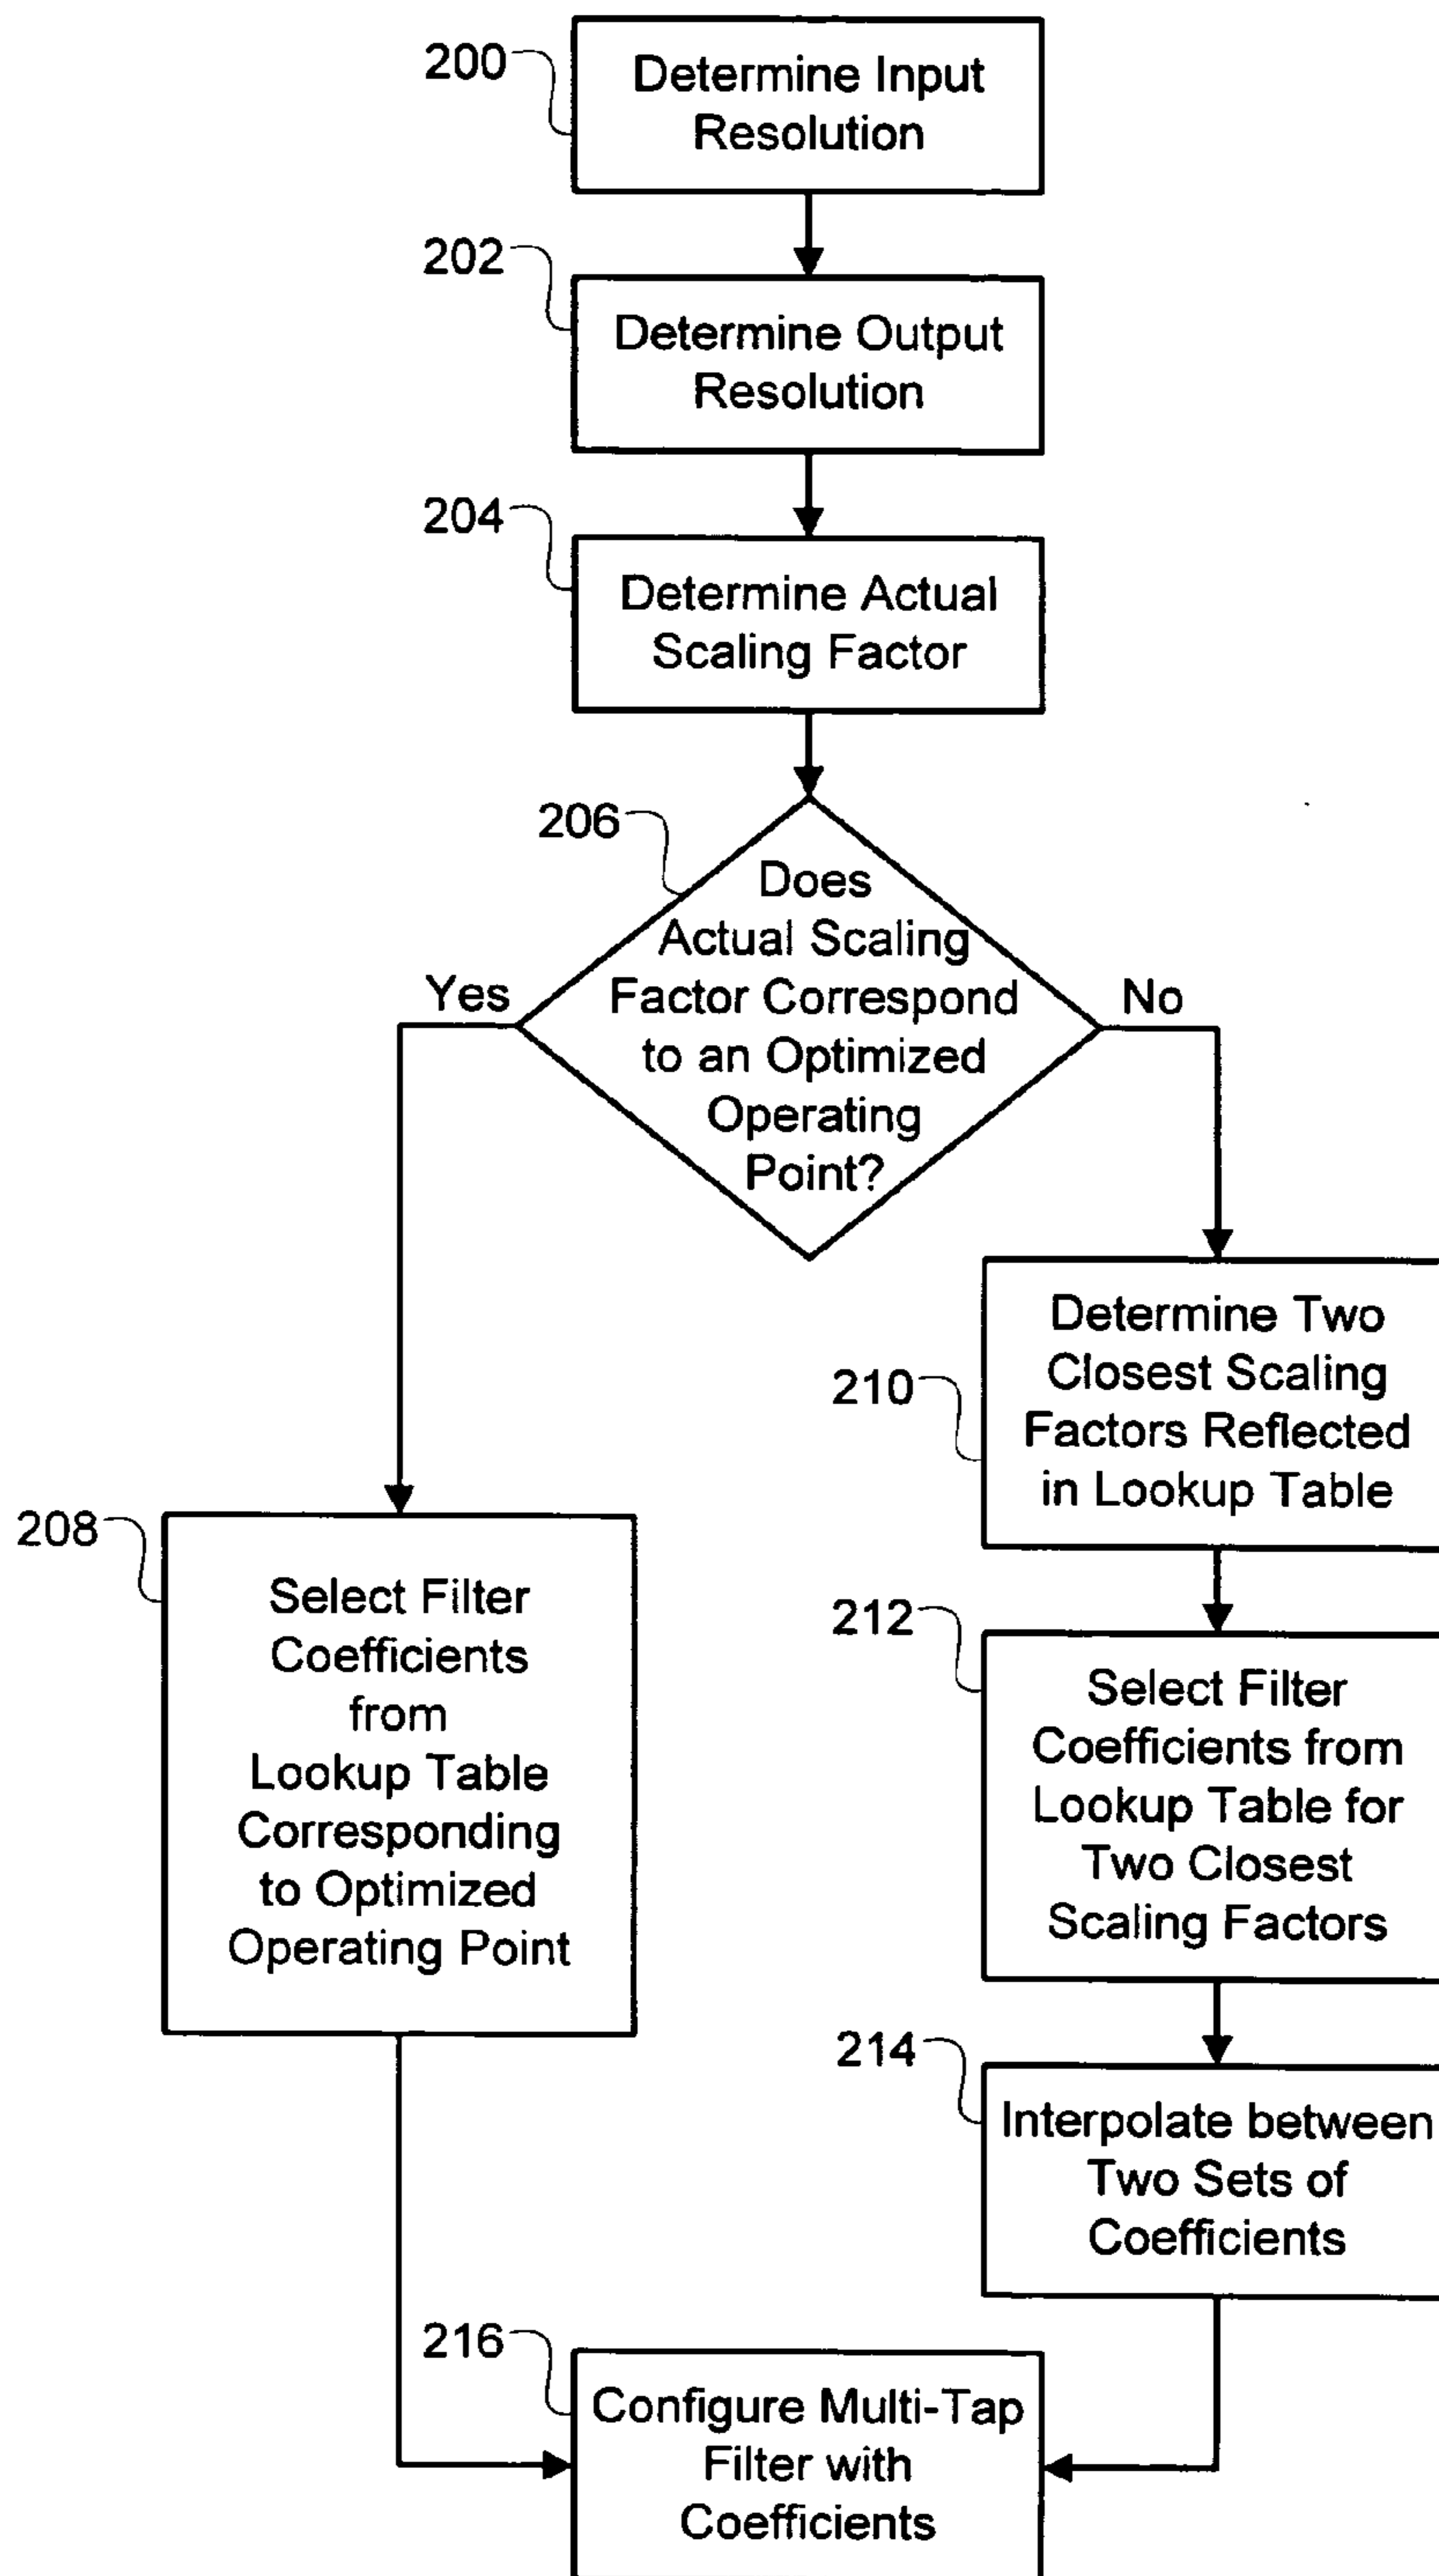 200
Determine Input
Resolution
202
Determine Output
Resolution
204
Determine Actual
Scaling Factor
206
Does
Actual Scaling
Factor Correspond
to an Optimized
Operating
Point?
Yes
No
210
Determine Two
Closest Scaling
Factors Reflected
in Lookup Table
208
Select Filter
Coefficients
from
Lookup Table
Corresponding
to Optimized
Operating Point
212
Select Filter
Coefficients from
Lookup Table for
Two Closest
Scaling Factors
214
Interpolate between
Two Sets of
Coefficients
216
Configure Multi-Tap
Filter with
Coefficients